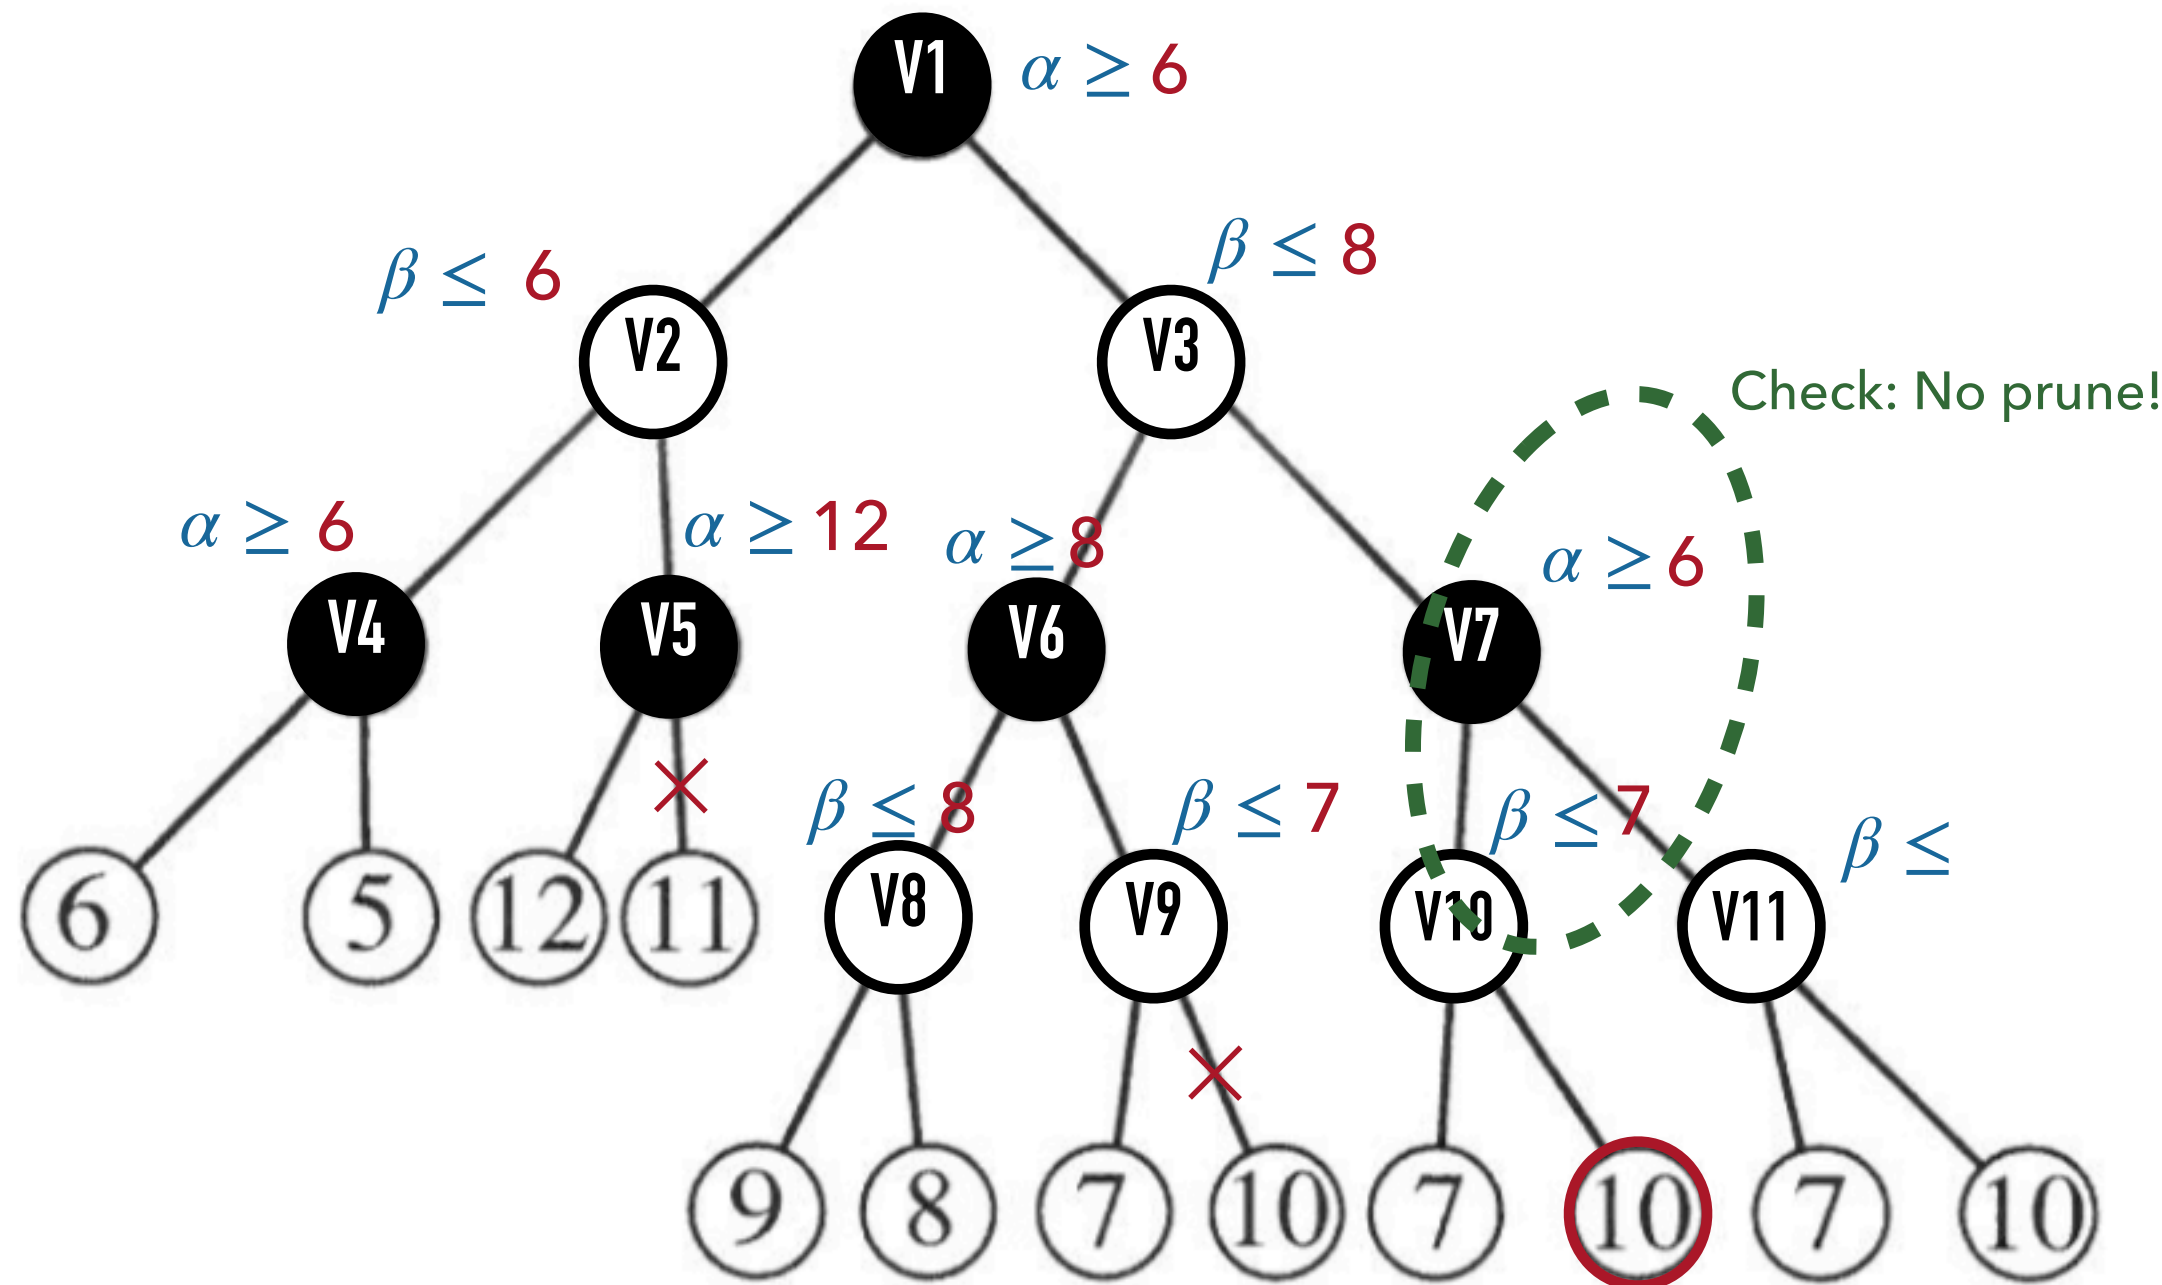 V1
α ≥ 6
β ≤ 6
β ≤ 8
V2
V3
Check: No prune!
α ≥ 6
α ≥ 12
α ≥ 8
α ≥ 6
V4
V5
V6
V7
β ≤ 8
β ≤ 7
β ≤ 7
β ≤
6
5
12
11
V8
V9
V10
V11
9
8
7
10
7
10
7
10